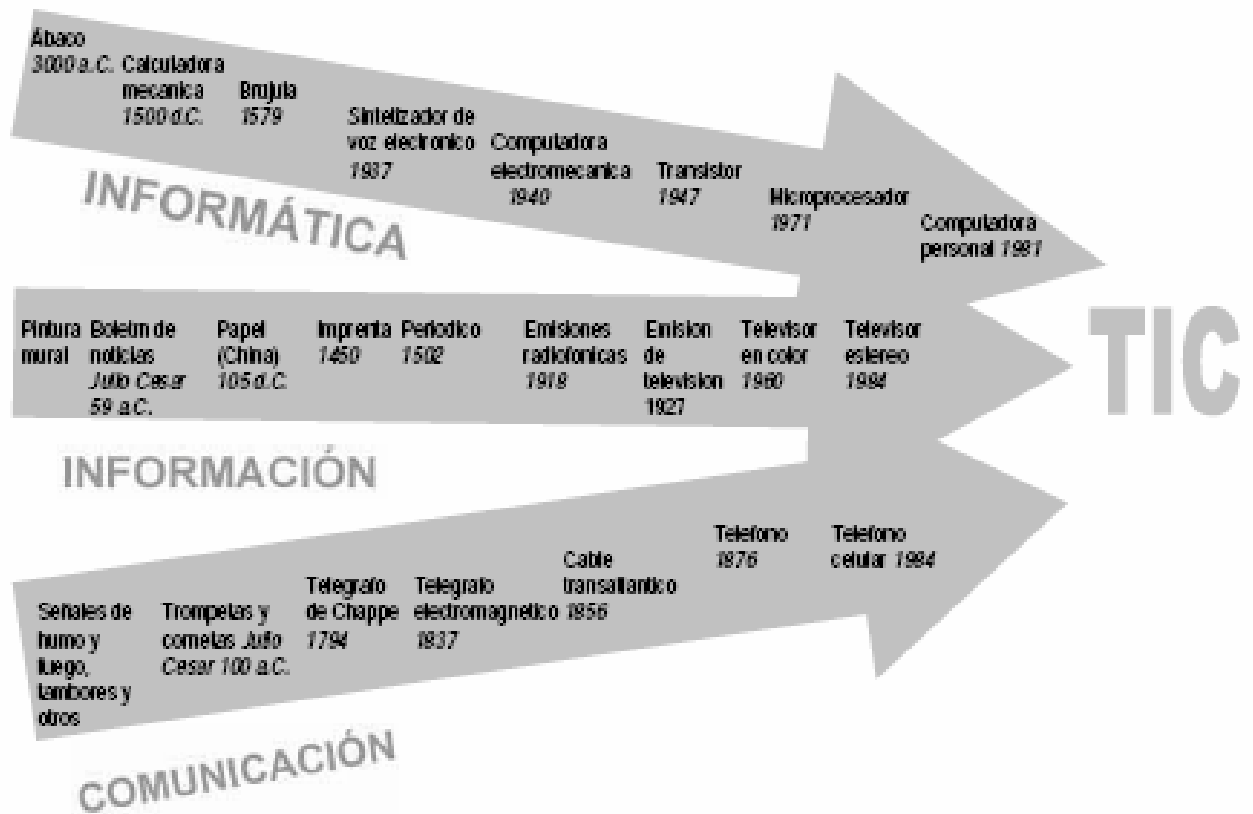 Ábaco
3000 a.C.
Calculadora
mecanica
1500 d.C.
Brujula
1579
Sintetizador de
voz electronico
1937
Computadora
electromecanica
1940
Transistor
1947
Microprocesador
1971
Computadora
personal 1981
INFORMÁTICA
Pintura
mural
Boletin de
noticias
Julio Cesar
59 a.C.
Papel
(China)
105 d.C.
Imprenta
1450
Periodico
1502
Emisiones
radiofonicas
1918
Emision
de
television
1927
Televisor
en color
1960
Televisor
estereo
1984
TIC
INFORMACIÓN
Señales de
humo y
fuego,
tambores y
otros
Trompetas y
cornetas Julio
Cesar 100 a.C.
Telegrafo
de Chappe
1794
Telegrafo
electromagnetico
1837
Cable
transatlantico
1856
Telefono
1876
Telefono
celular 1984
COMUNICACIÓN